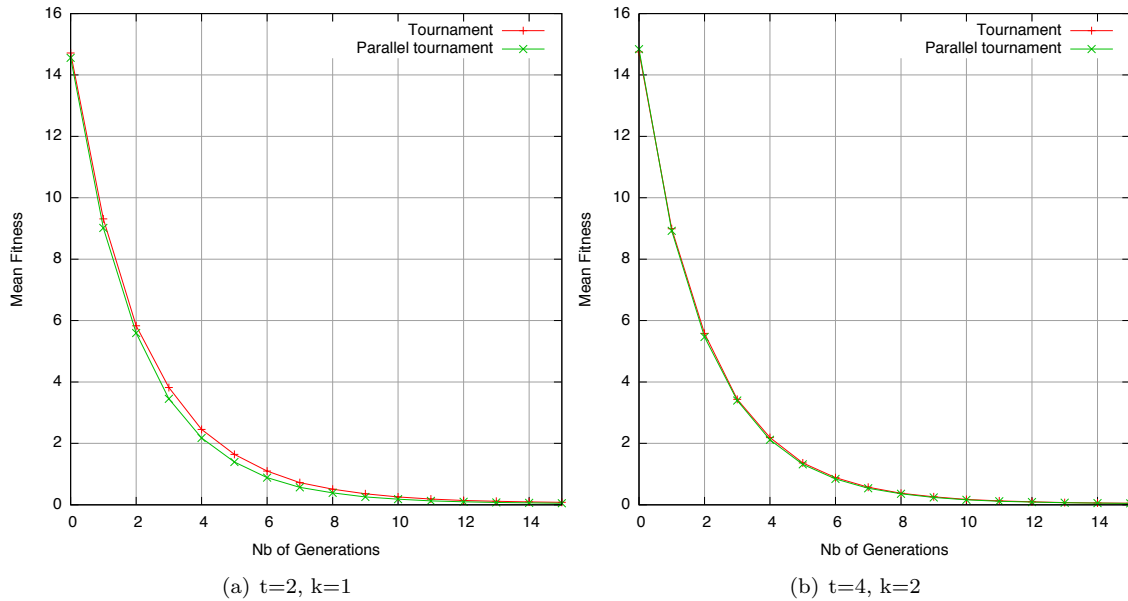 16
14
12
10
8
6
4
2
0
Mean Fitness
Tournament
Parallel tournament
0 2 4 6 8 10 12 14
Nb of Generations
(a) t=2, k=1
16
14
12
10
8
6
4
2
0
Mean Fitness
Tournament
Parallel tournament
0 2 4 6 8 10 12 14
Nb of Generations
(b) t=4, k=2